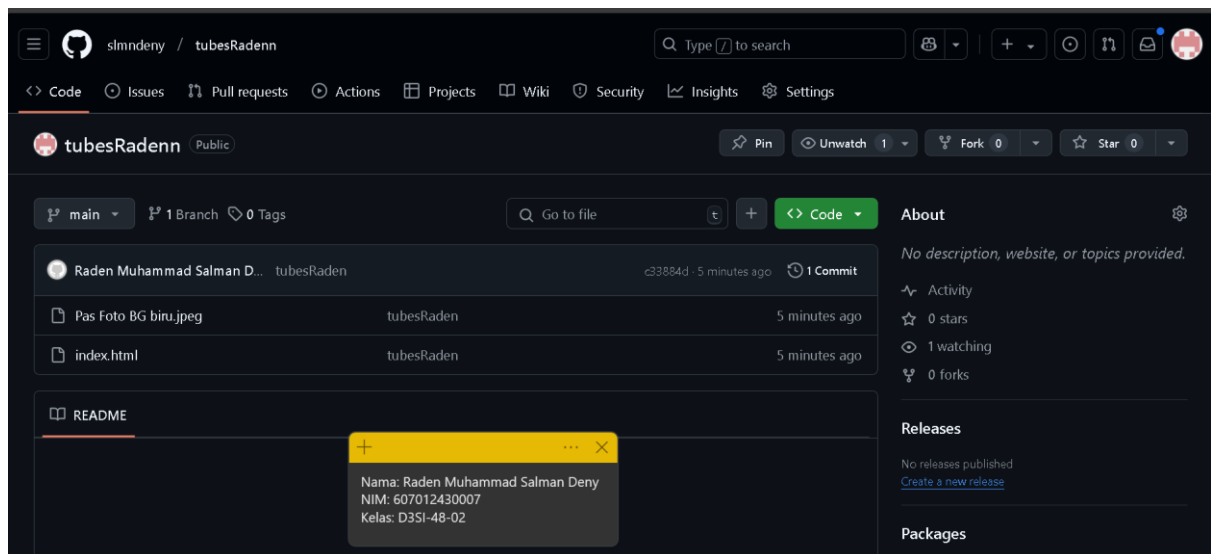 slmndeny / tubesRadenn
Type / to search
Code Issues Pull requests Actions Projects Wiki Security Insights Settings
tubesRadenn Public
Pin Unwatch 1 Fork 0 Star 0
main 1 Branch 0 Tags
Go to file t
Code
Raden Muhammad Salman D... tubesRaden
c33884d · 5 minutes ago 1 Commit
Pas Foto BG biru.jpeg tubesRaden 5 minutes ago
index.html tubesRaden 5 minutes ago
README
Nama: Raden Muhammad Salman Deny
NIM: 607012430007
Kelas: D3SI-48-02
About
No description, website, or topics provided.
Activity
0 stars
1 watching
0 forks
Releases
No releases published
Create a new release
Packages